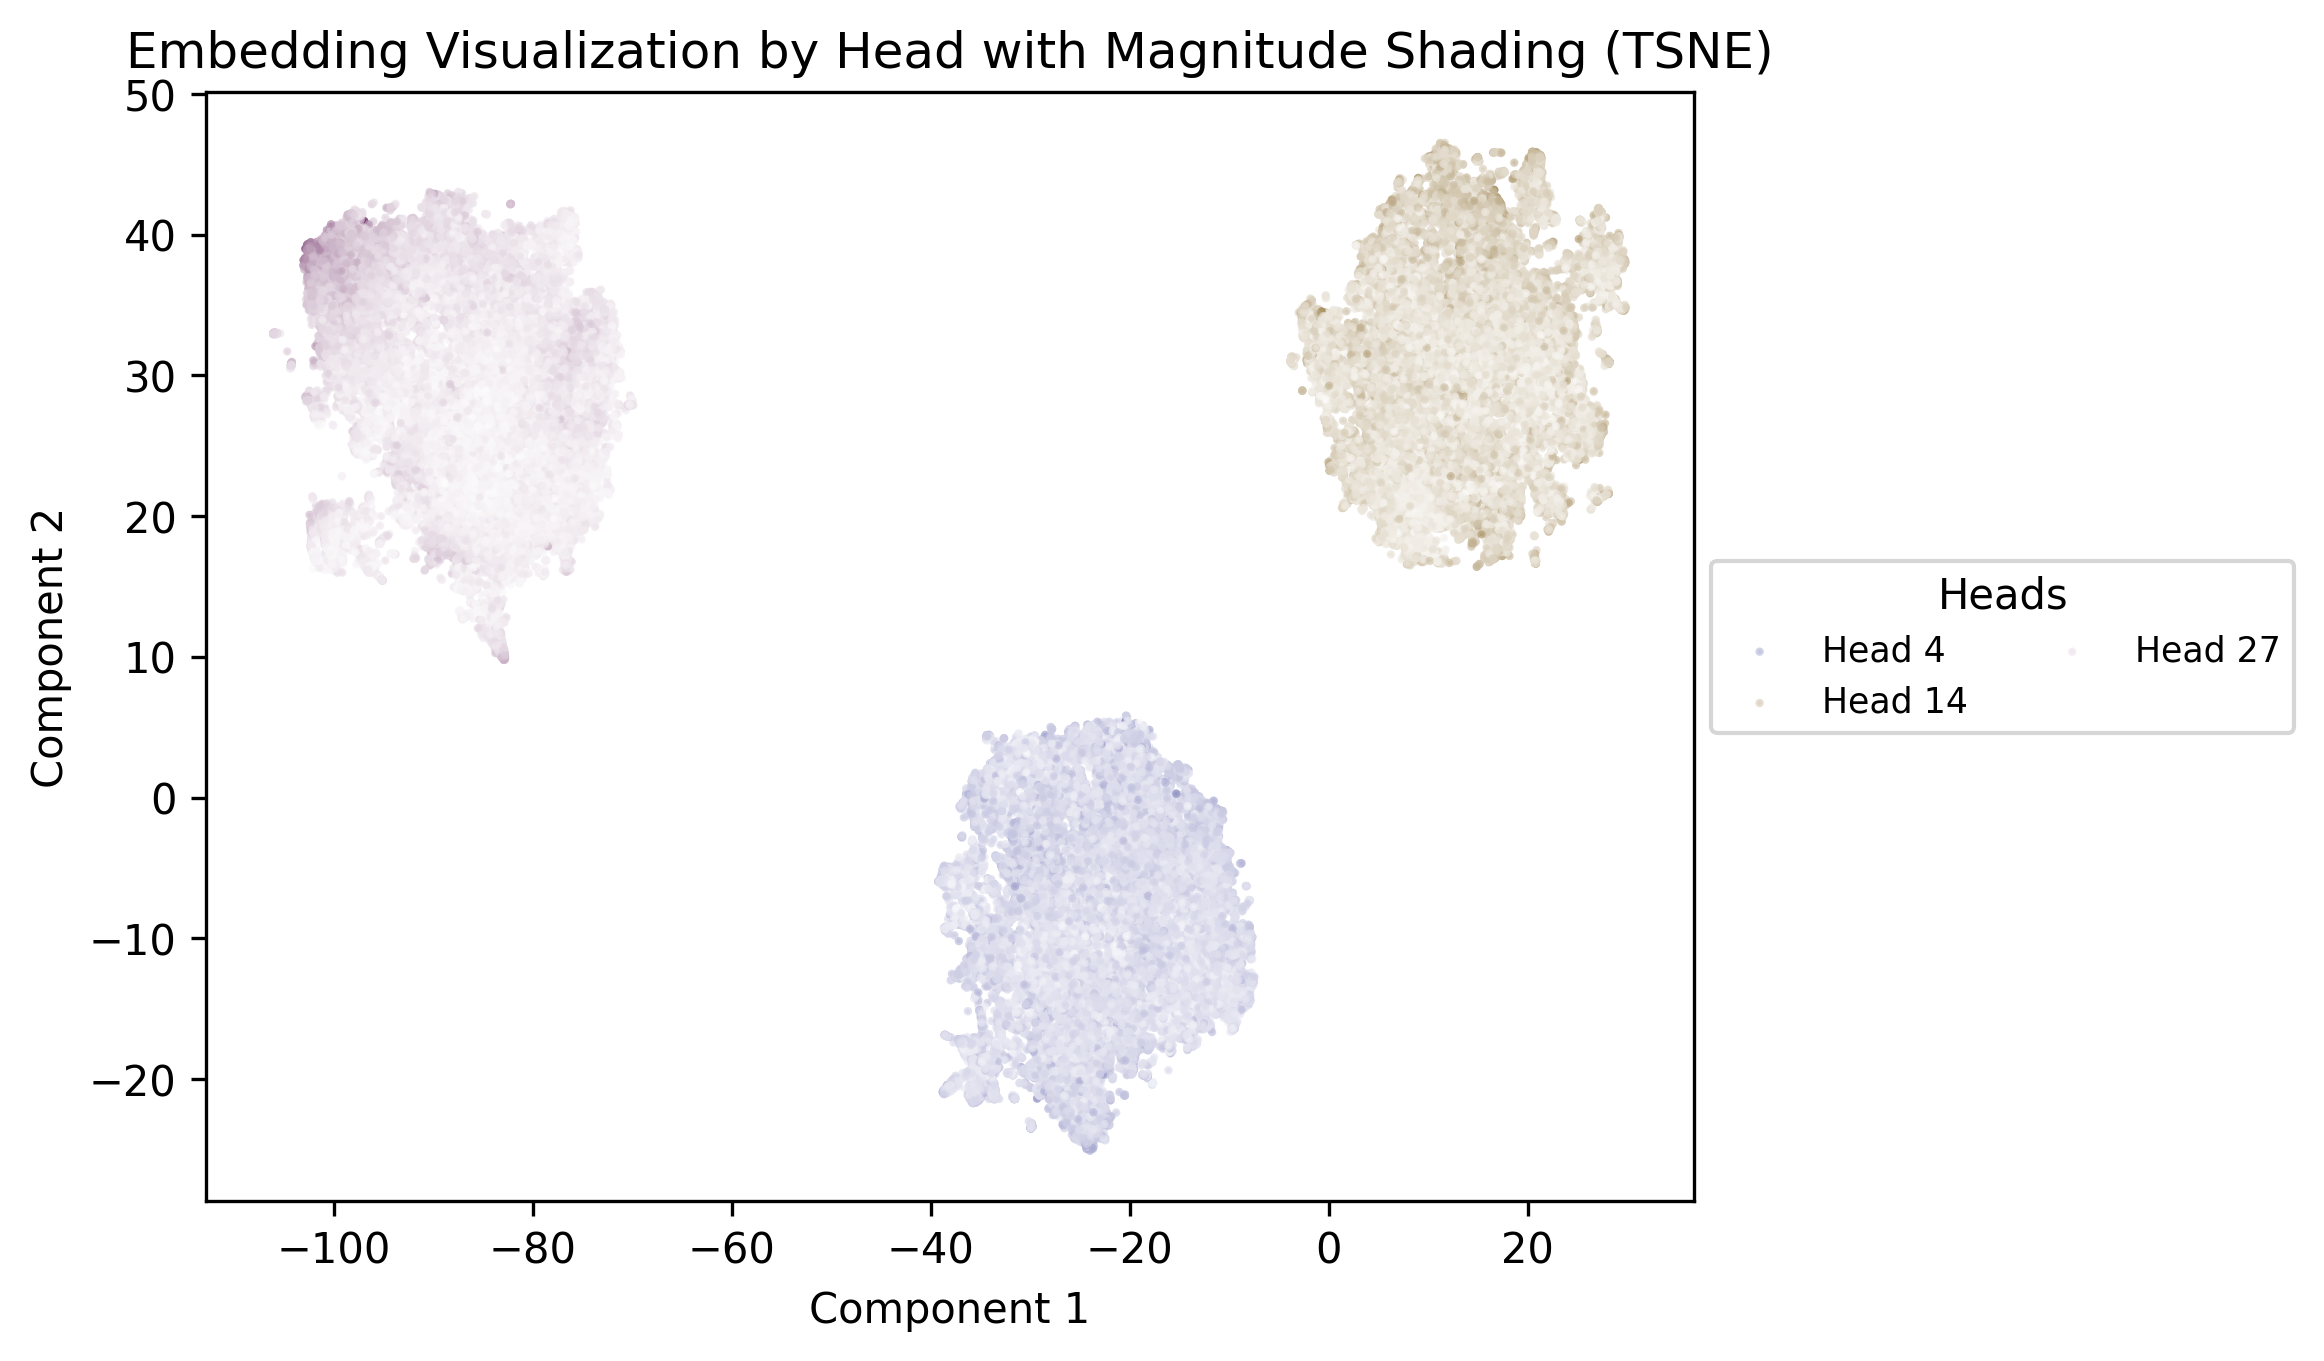 Embedding Visualization by Head with Magnitude Shading (TSNE)
50
40
30
20
10
0
−10
−20
Component 2
−100 −80 −60 −40 −20 0 20
Component 1
Heads
Head 4 Head 27
Head 14